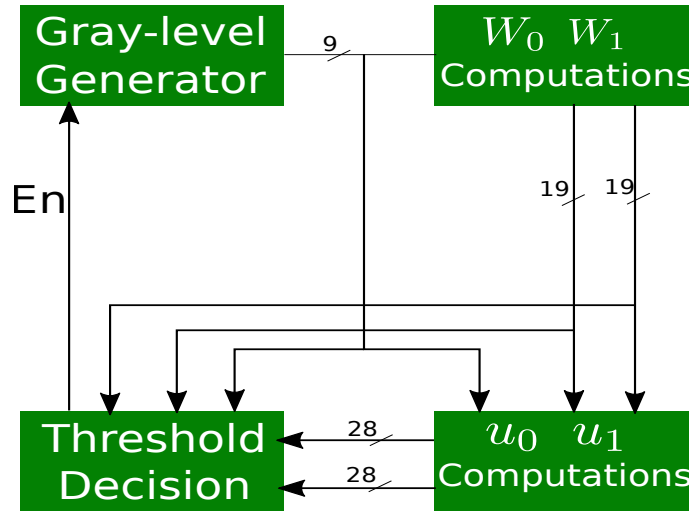 Gray-level
Generator
9
W₀ W₁
Computations
En
19
19
Threshold
Decision
28
28
u₀ u₁
Computations